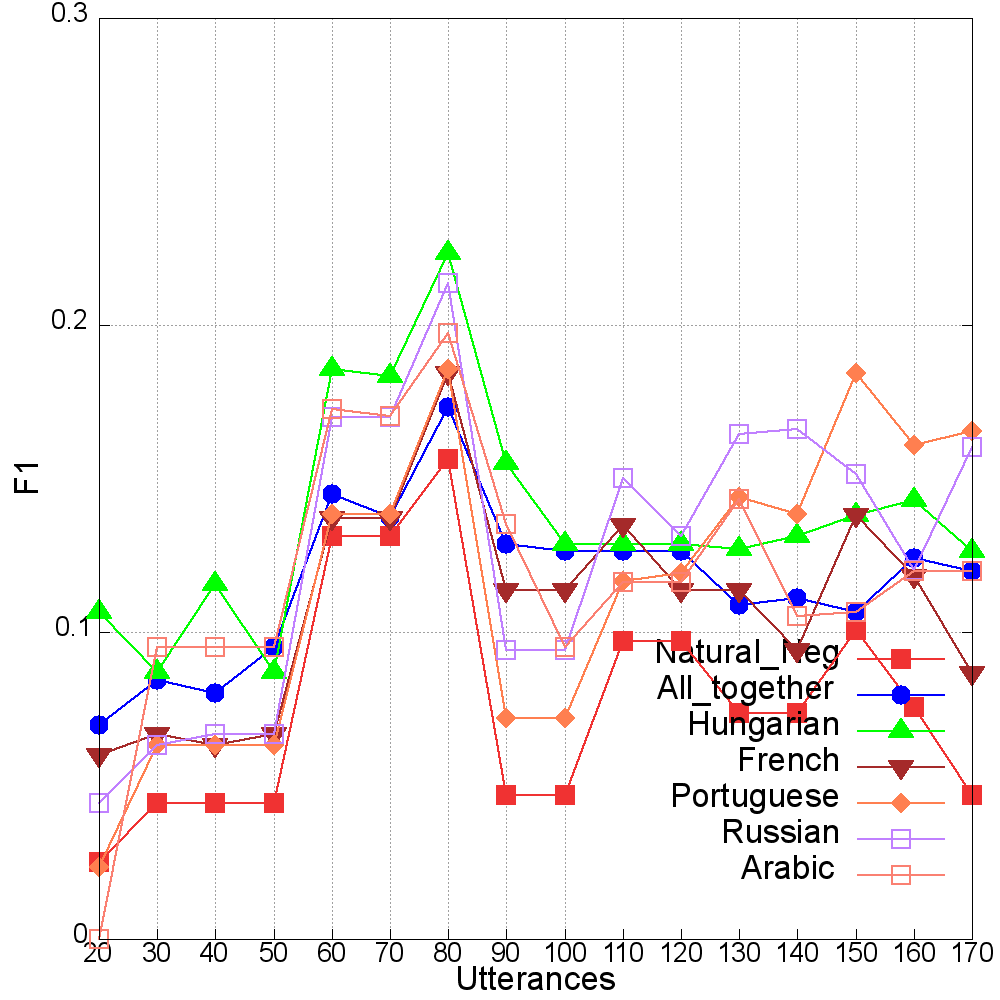 0.3
0.2
0.1
0
F1
20 30 40 50 60 70 80 90 100 110 120 130 140 150 160 170
Utterances
Natural_Neg
All_together
Hungarian
French
Portuguese
Russian
Arabic